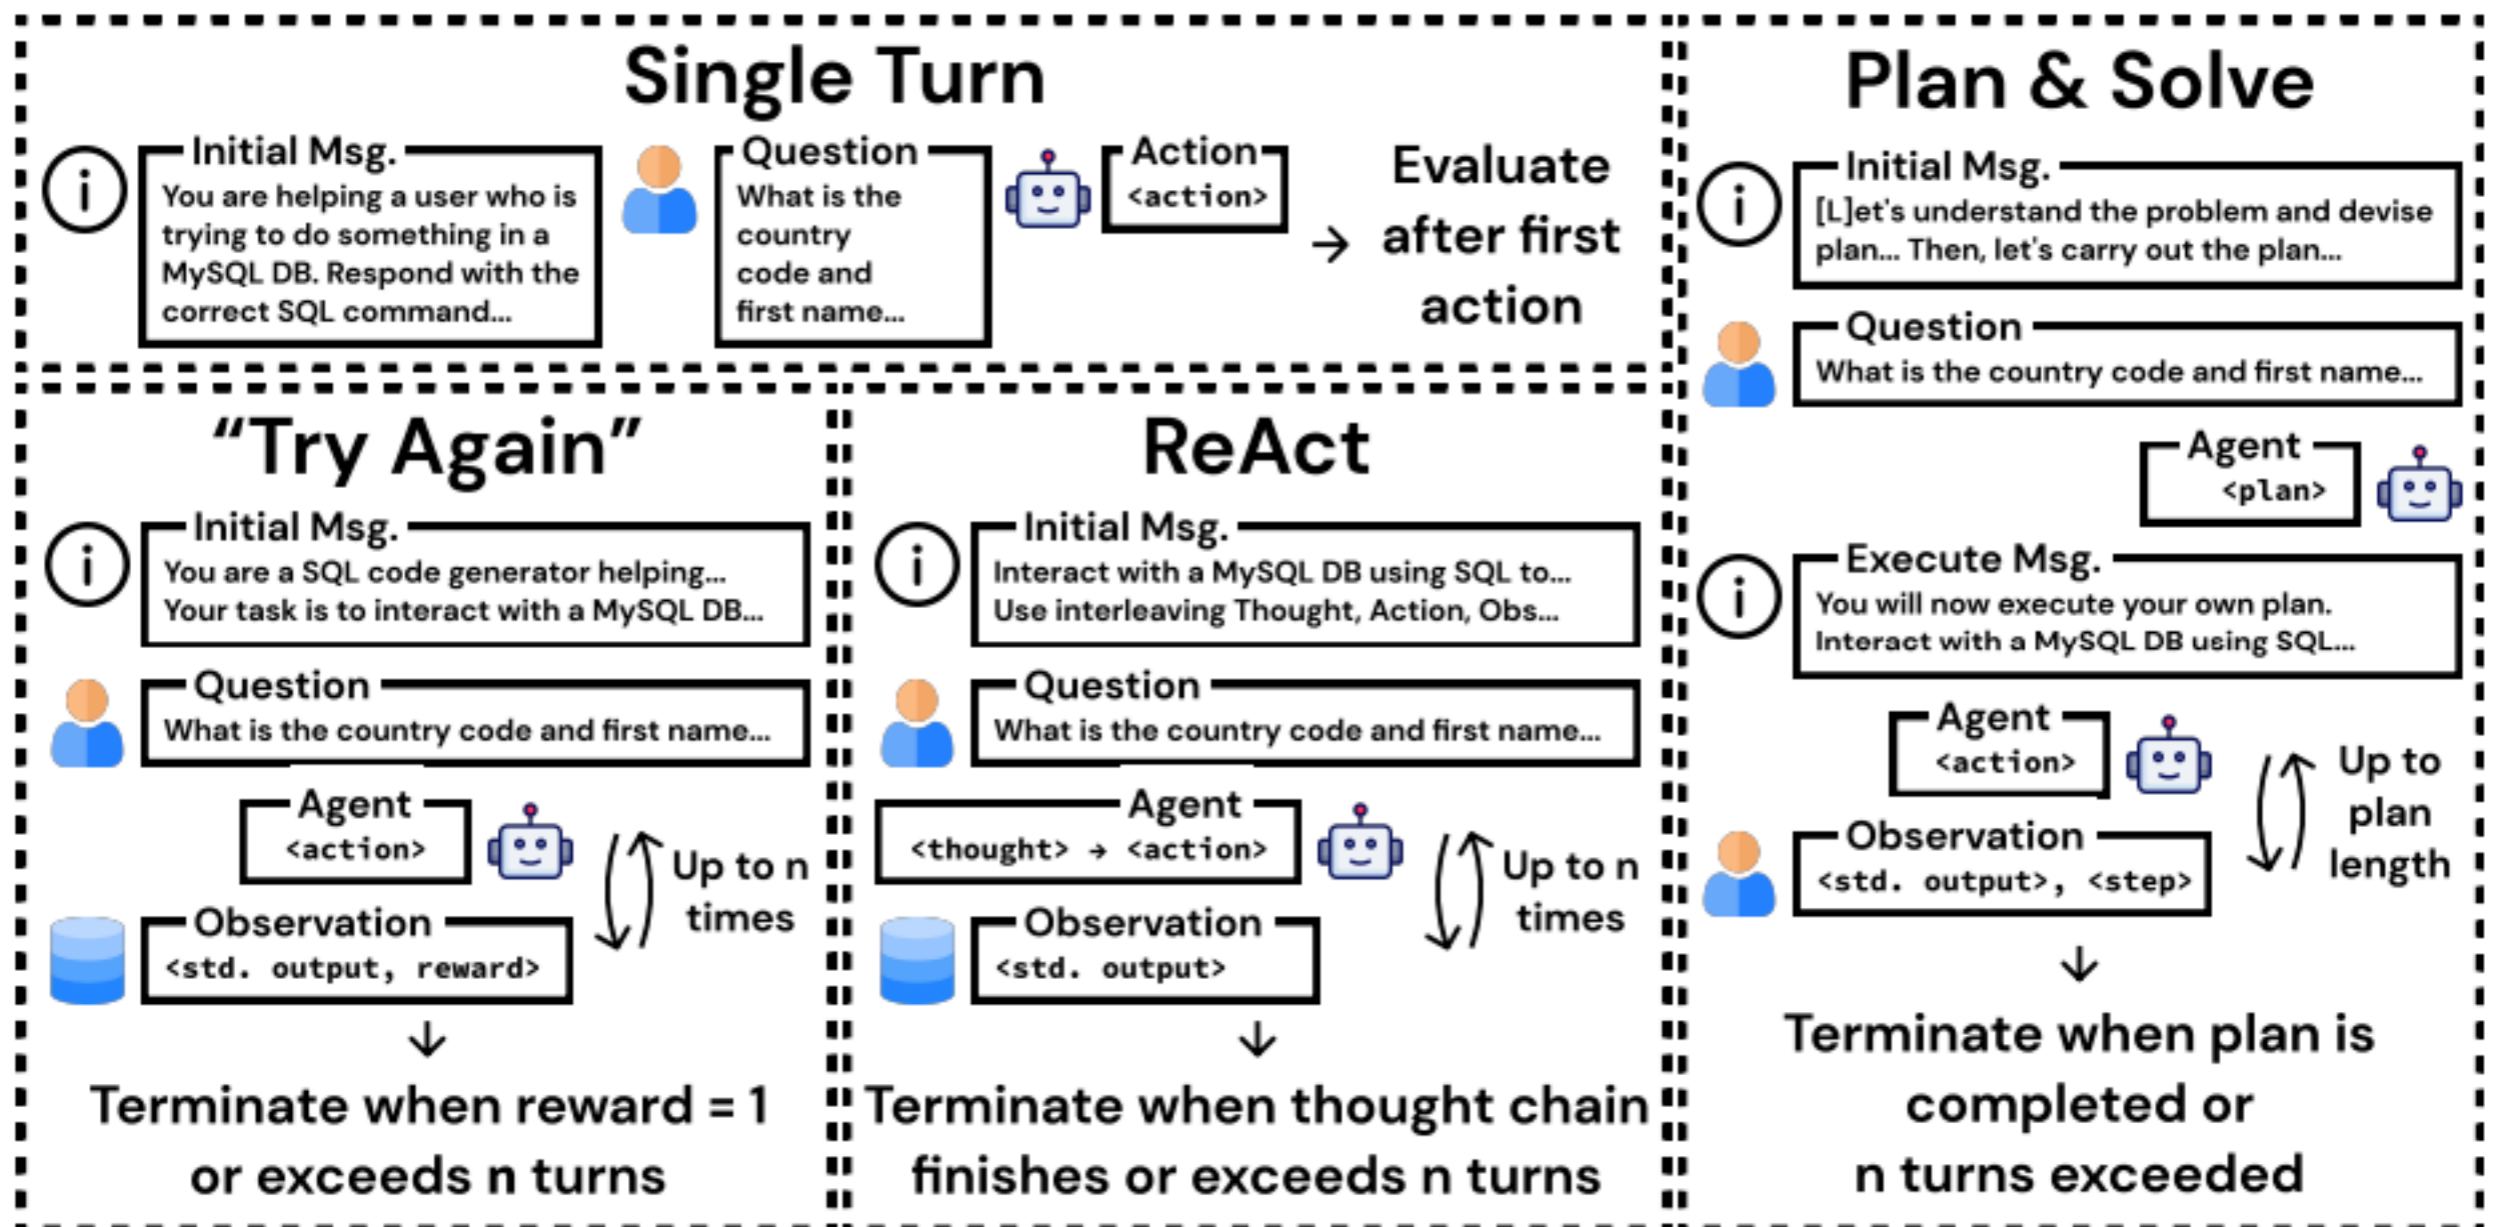 Single Turn
Initial Msg.
You are helping a user who is
trying to do something in a
MySQL DB. Respond with the
correct SQL command...
Question
What is the
country
code and
first name...
Action
<action>
→ Evaluate
after first
action
"Try Again"
Initial Msg.
You are a SQL code generator helping...
Your task is to interact with a MySQL DB...
Question
What is the country code and first name...
Agent
<action>
Up to n
times
Observation
<std. output, reward>
Terminate when reward = 1
or exceeds n turns
ReAct
Initial Msg.
Interact with a MySQL DB using SQL to...
Use interleaving Thought, Action, Obs...
Question
What is the country code and first name...
Agent
<thought> → <action>
Up to n
times
Observation
<std. output>
Terminate when thought chain
finishes or exceeds n turns
Plan & Solve
Initial Msg.
[L]et's understand the problem and devise
plan... Then, let's carry out the plan...
Question
What is the country code and first name...
Agent
<plan>
Execute Msg.
You will now execute your own plan.
Interact with a MySQL DB using SQL...
Agent
<action>
Up to
plan
length
Observation
<std. output>, <step>
Terminate when plan is
completed or
n turns exceeded